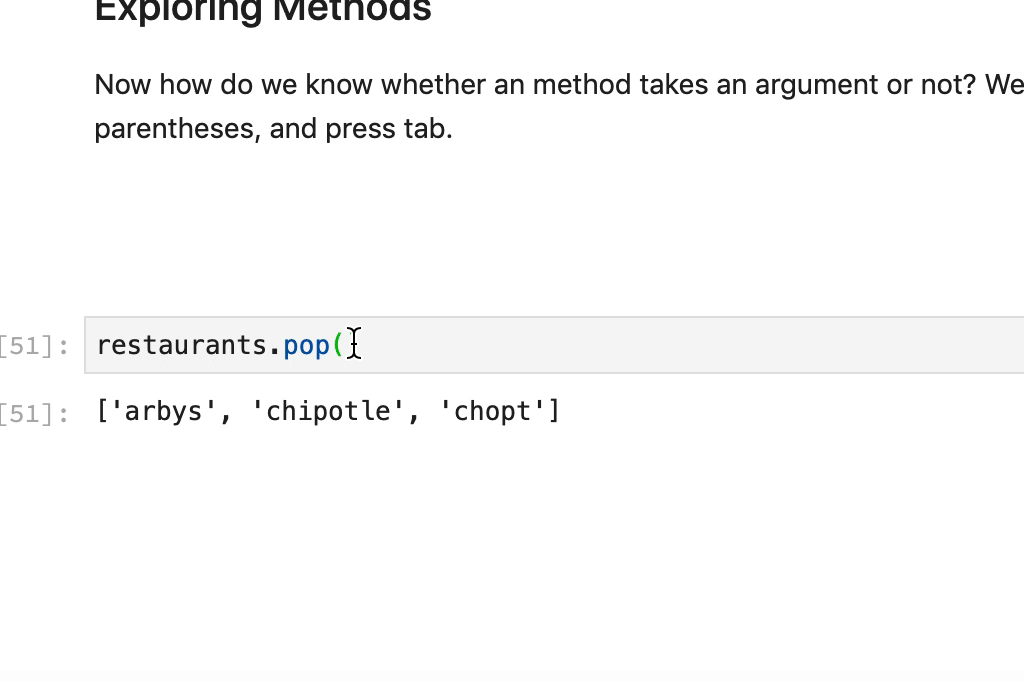 Exploring Methods
Now how do we know whether an method takes an argument or not? We
parentheses, and press tab.
[51]: restaurants.pop(
[51]: ['arbys', 'chipotle', 'chopt']